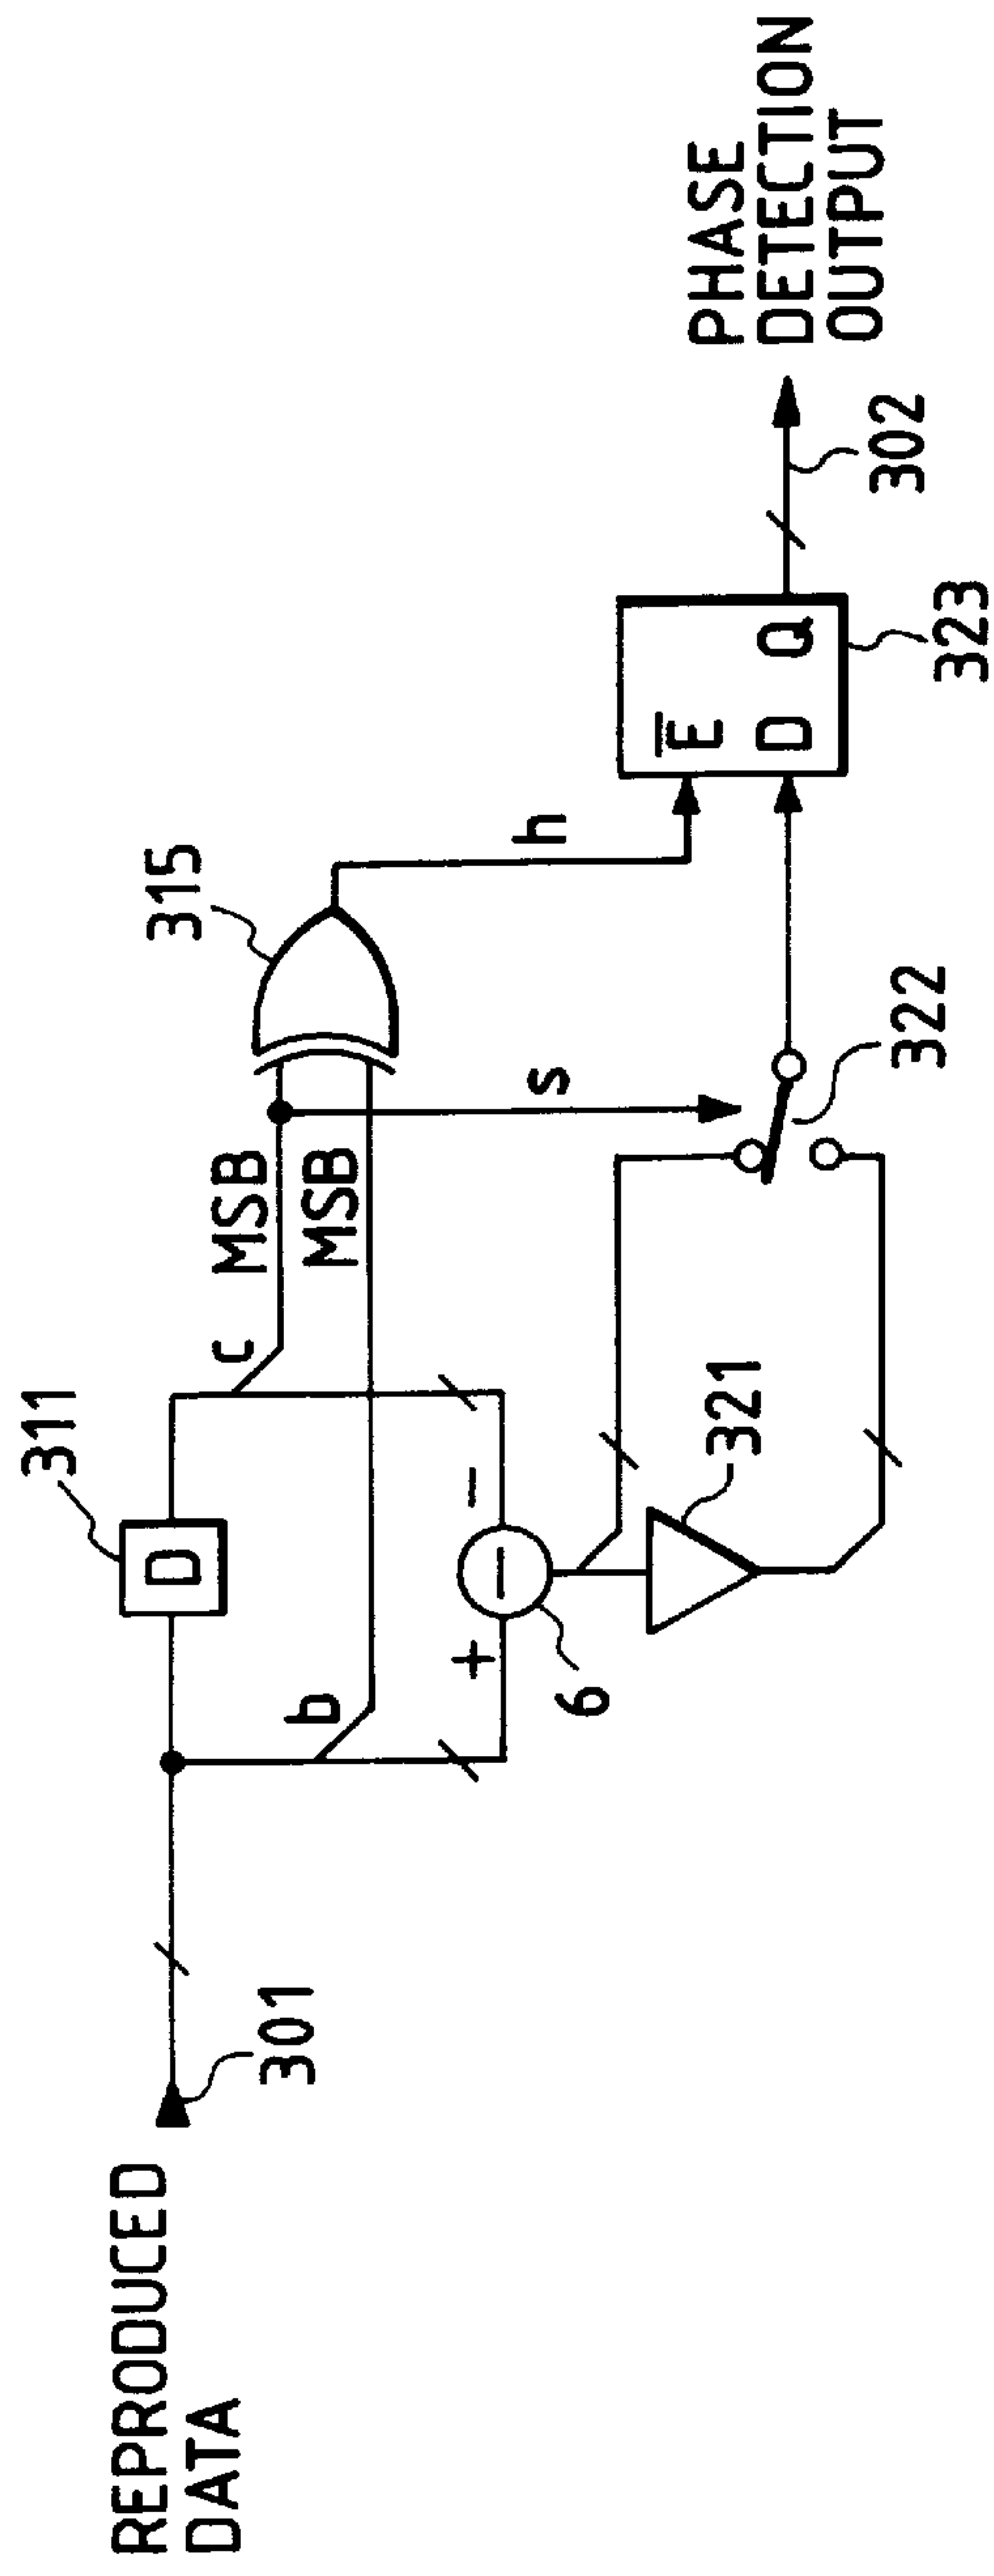 REPRODUCED
DATA
301
311
D
c
MSB
MSB
b
+
−
−
6
321
s
315
h
322
E̅
D Q
323
302
PHASE
DETECTION
OUTPUT